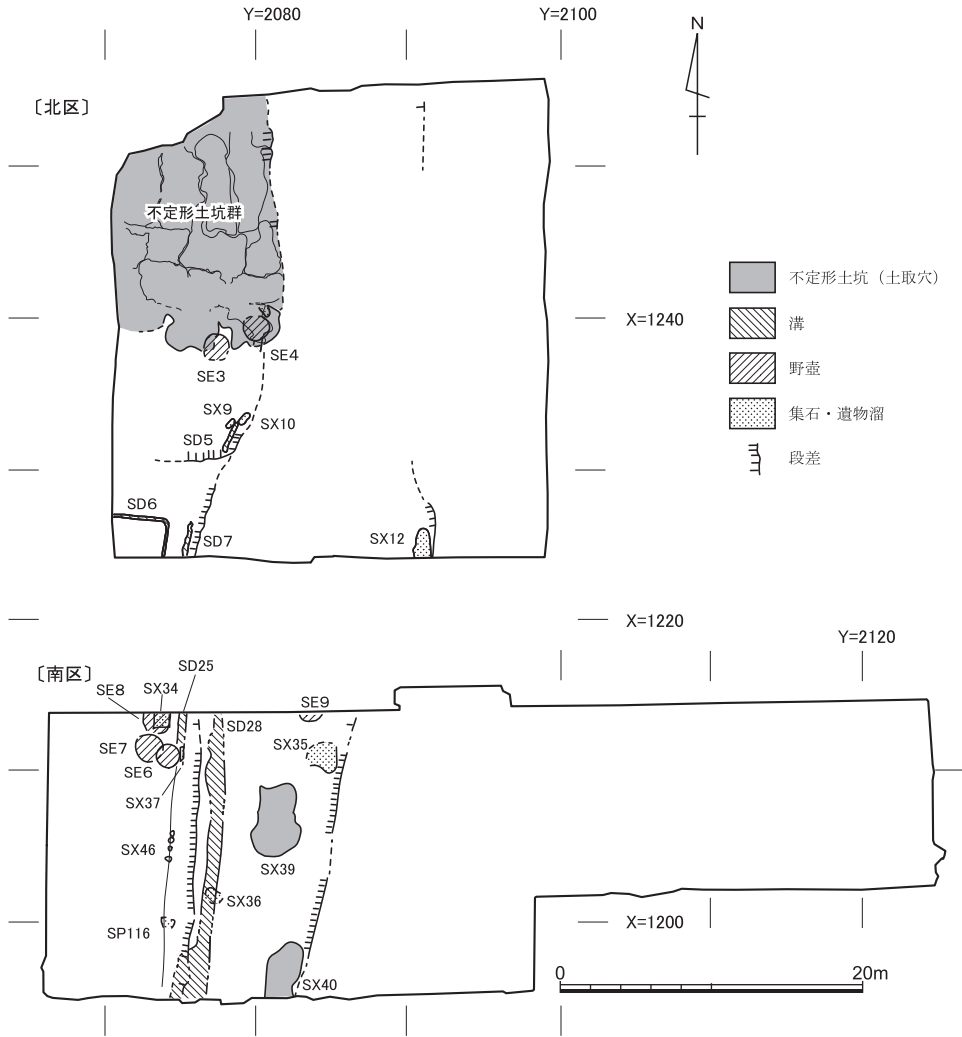 Y=2080
Y=2100
N
〔北区〕
不定形土坑群
不定形土坑（土取穴）
溝
野壺
集石・遺物溜
段差
X=1240
SE4
SE3
SX9
SX10
SD5
SD6
SD7
SX12
X=1220
Y=2120
〔南区〕
SD25
SE8
SX34
SE9
SD28
SX35
SE7
SE6
SX37
SX46
SX39
SX36
SP116
X=1200
SX40
0
20m